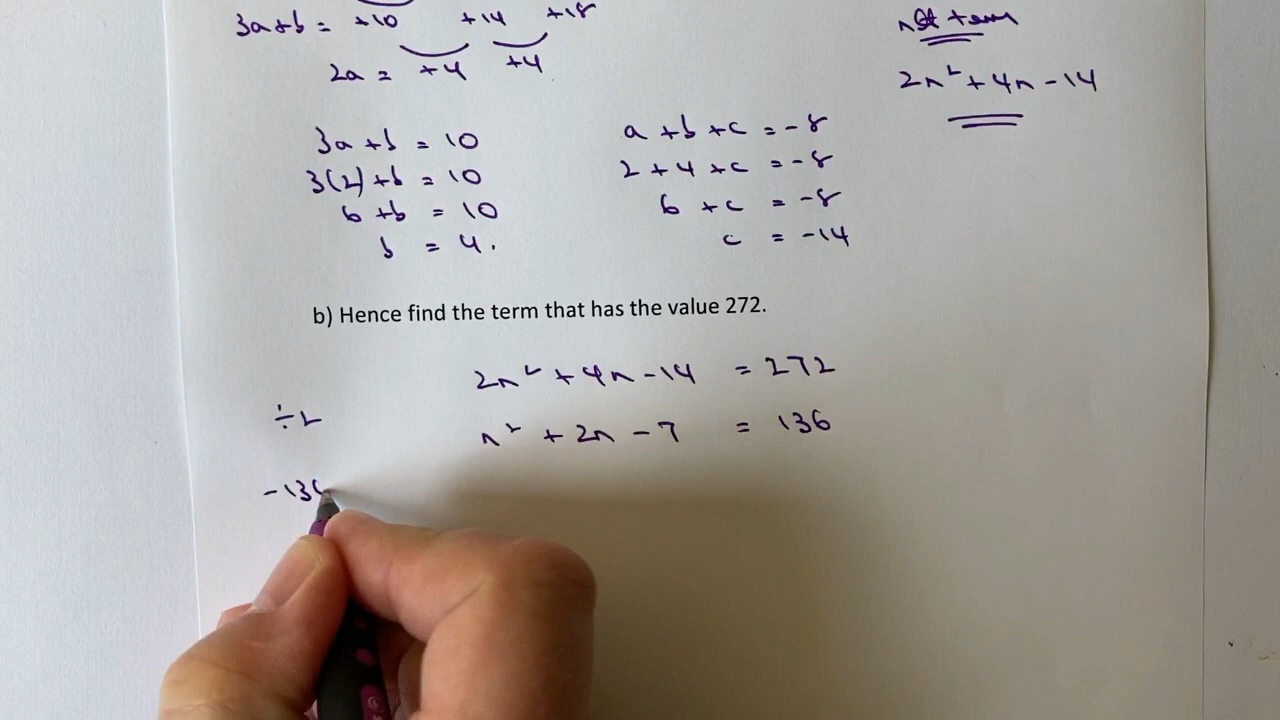 3a+b = +10 +14 +18
2a = +4 +4
nth term
2n² + 4n - 14
3a + b = 10
3(2) + b = 10
6 + b = 10
b = 4.
a + b + c = -8
2 + 4 + c = -8
6 + c = -8
c = -14
b) Hence find the term that has the value 272.
2n² + 4n - 14 = 272
÷2
n² + 2n - 7 = 136
-136